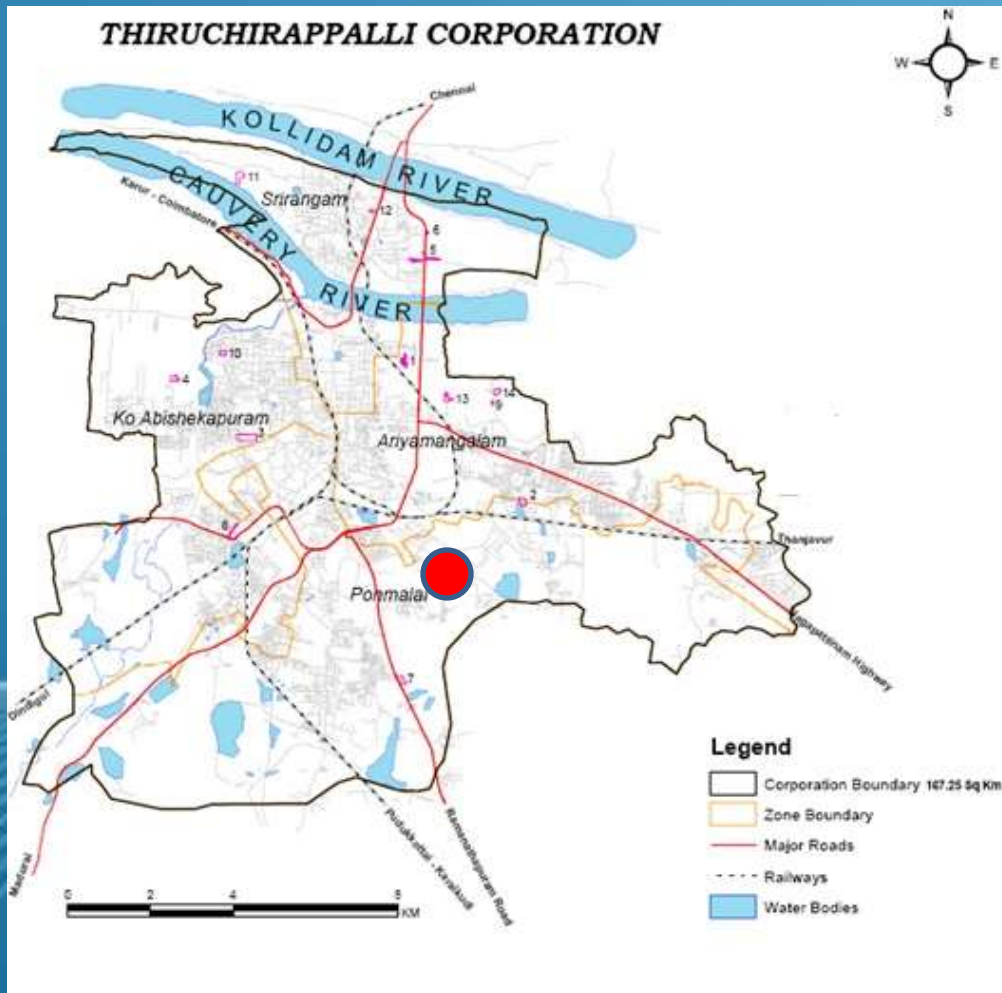 THIRUCHIRAPPALLI CORPORATION
N
W
E
S
Chennai
KOLLIDAM RIVER
CAUVERY RIVER
Karur - Coimbatore
11
Srirangam
12
6
5
10
4
1
13
14
9
Ko Abishekapuram
3
Ariyamangalam
2
8
Thanjavur
Ponmalai
7
Nagapattinam Highway
Dindigul
Madurai
Pudukkottai - Karaikudi
Ramanathapuram Road
Legend
Corporation Boundary 167.25 Sq Km
Zone Boundary
Major Roads
Railways
Water Bodies
0 2 4 8
KM